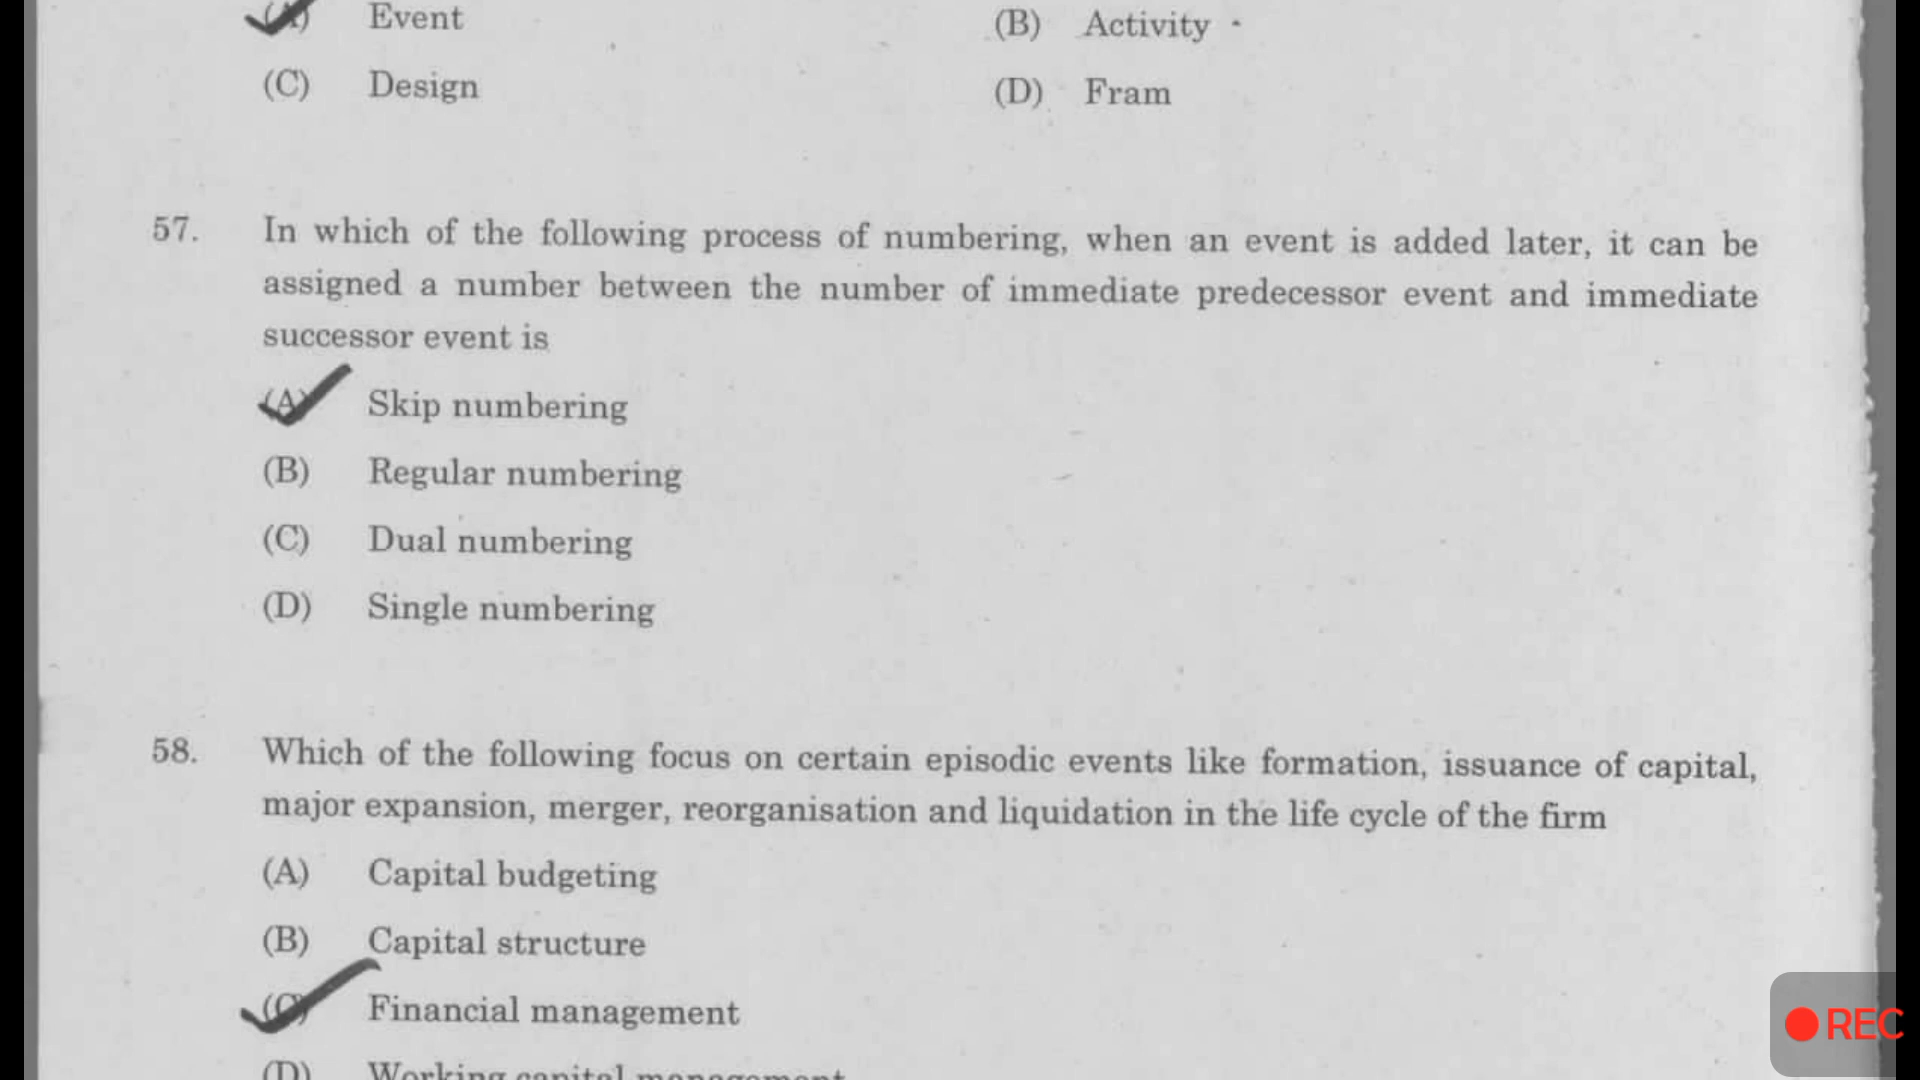 (A) Event (B) Activity
(C) Design (D) Fram
57. In which of the following process of numbering, when an event is added later, it can be
assigned a number between the number of immediate predecessor event and immediate
successor event is
(A) Skip numbering
(B) Regular numbering
(C) Dual numbering
(D) Single numbering
58. Which of the following focus on certain episodic events like formation, issuance of capital,
major expansion, merger, reorganisation and liquidation in the life cycle of the firm
(A) Capital budgeting
(B) Capital structure
(C) Financial management
(D) Working capital management
REC